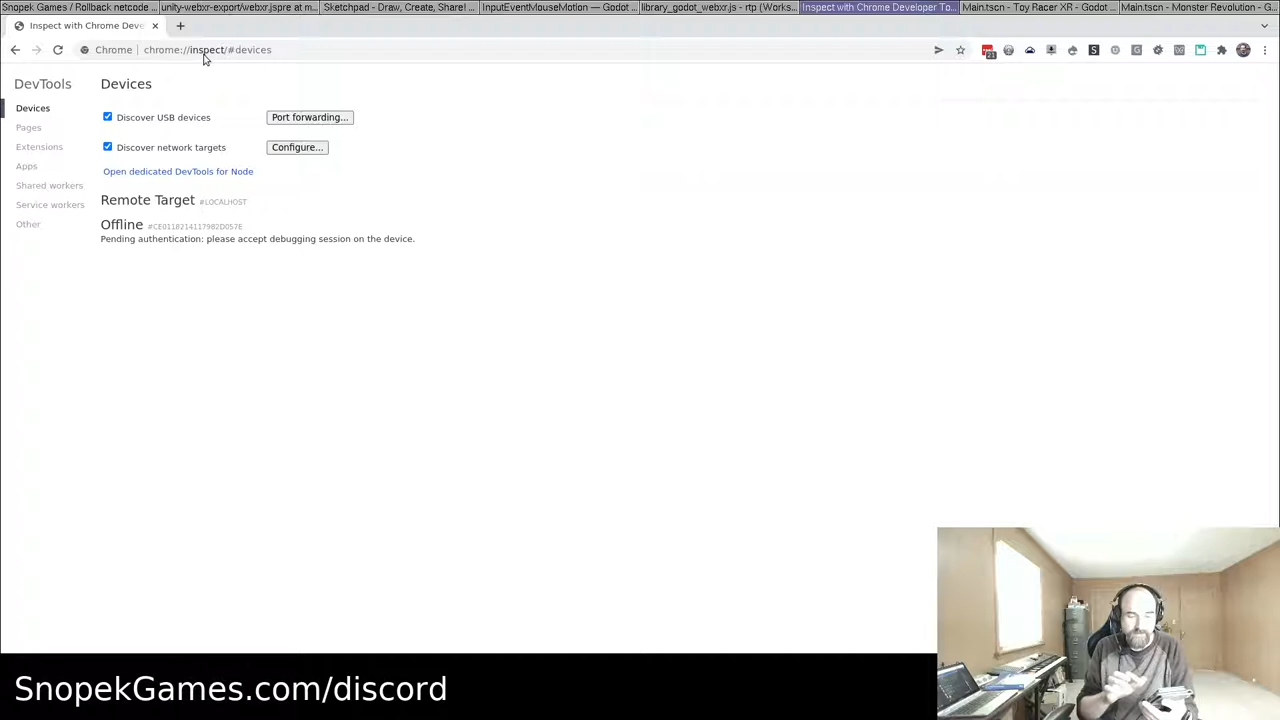 Snopek Games / Rollback netcode ...
unity-webxr-export/webxr.jspre at m...
Sketchpad - Draw, Create, Share! ...
InputEventMouseMotion — Godot ...
library_godot_webxr.js - rtp (Works...
Inspect with Chrome Developer To...
Main.tscn - Toy Racer XR - Godot ...
Main.tscn - Monster Revolution - G...
Inspect with Chrome Deve
Chrome
chrome://inspect/#devices
21
DevTools
Devices
Devices
Discover USB devices
Port forwarding...
Pages
Extensions
Discover network targets
Configure...
Apps
Open dedicated DevTools for Node
Shared workers
Remote Target #LOCALHOST
Service workers
Other
Offline #CE0118214117982D057E
Pending authentication: please accept debugging session on the device.
SnopekGames.com/discord